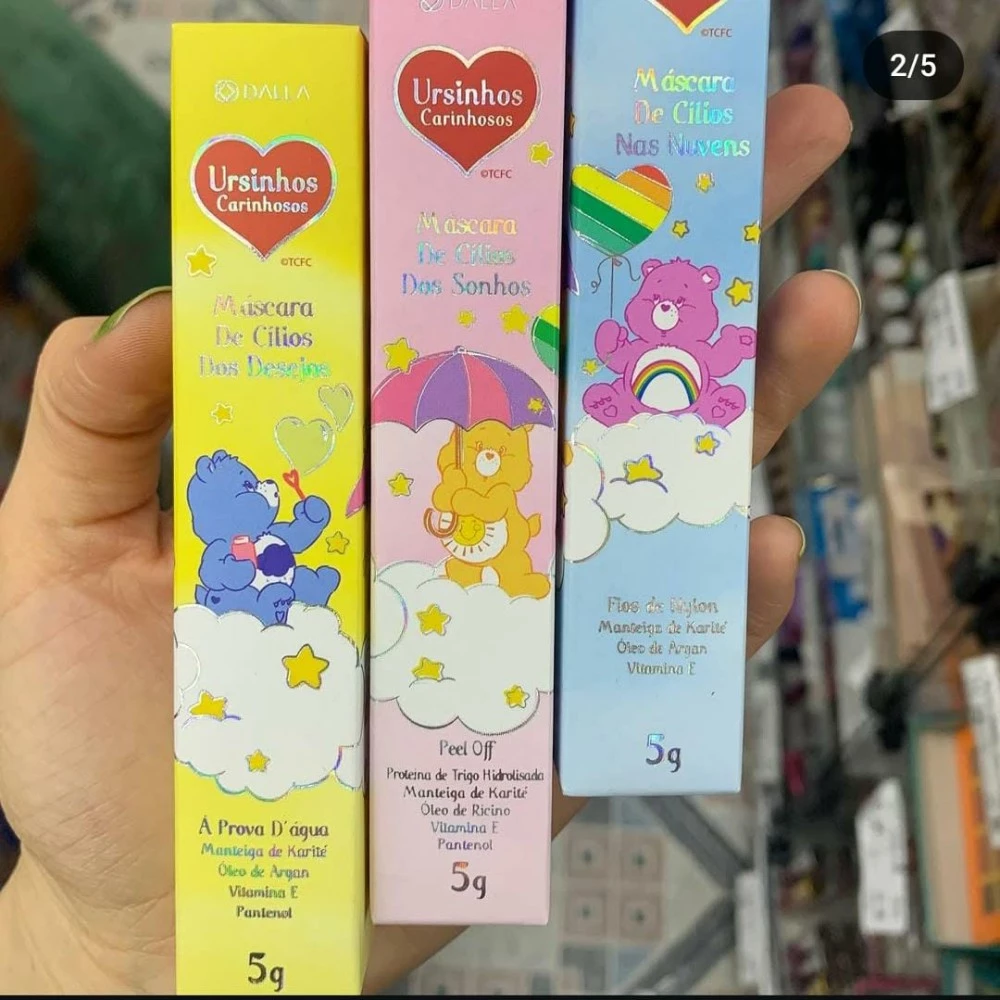 DALLA
Ursinhos
Carinhosos
©TCFC
Máscara
De Cílios
Dos Desejos
À Prova D'água
Manteiga de Karité
Óleo de Argan
Vitamina E
Pantenol
5g
DALLA
Ursinhos
Carinhosos
©TCFC
Máscara
De Cílios
Dos Sonhos
Peel Off
Proteína de Trigo Hidrolisada
Manteiga de Karité
Óleo de Rícino
Vitamina E
Pantenol
5g
©TCFC
Máscara
De Cílios
Nas Nuvens
Fios de Nylon
Manteiga de Karité
Óleo de Argan
Vitamina E
5g
2/5